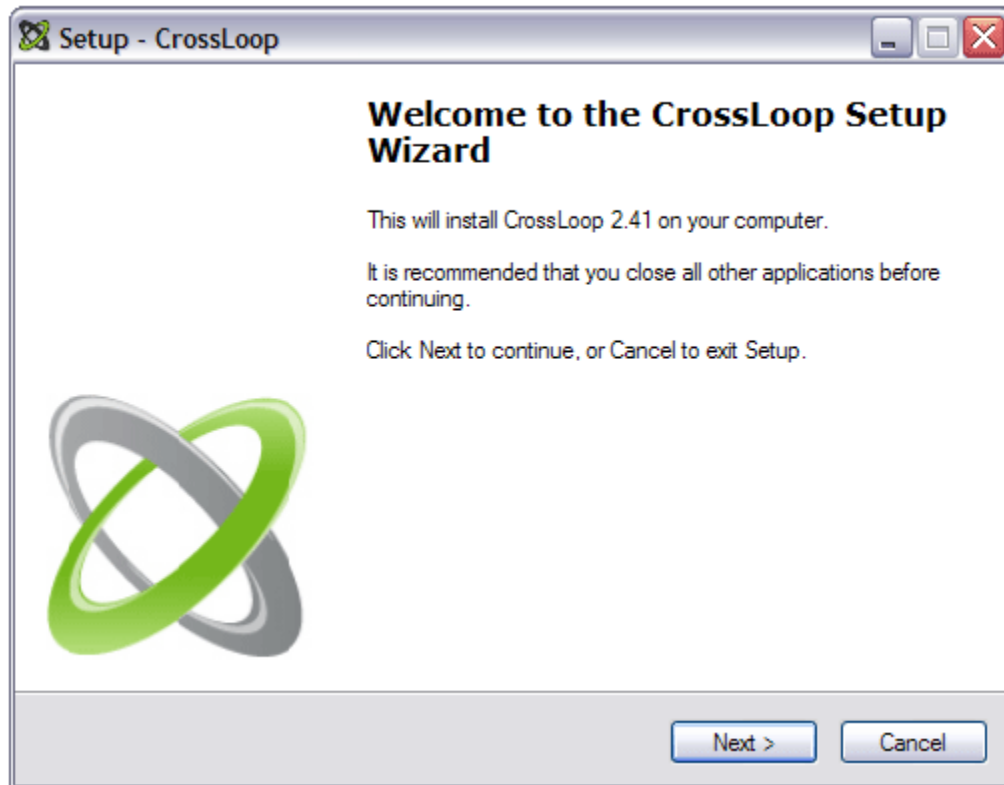 Setup - CrossLoop
Welcome to the CrossLoop Setup
Wizard
This will install CrossLoop 2.41 on your computer.
It is recommended that you close all other applications before
continuing.
Click Next to continue, or Cancel to exit Setup.
Next >
Cancel